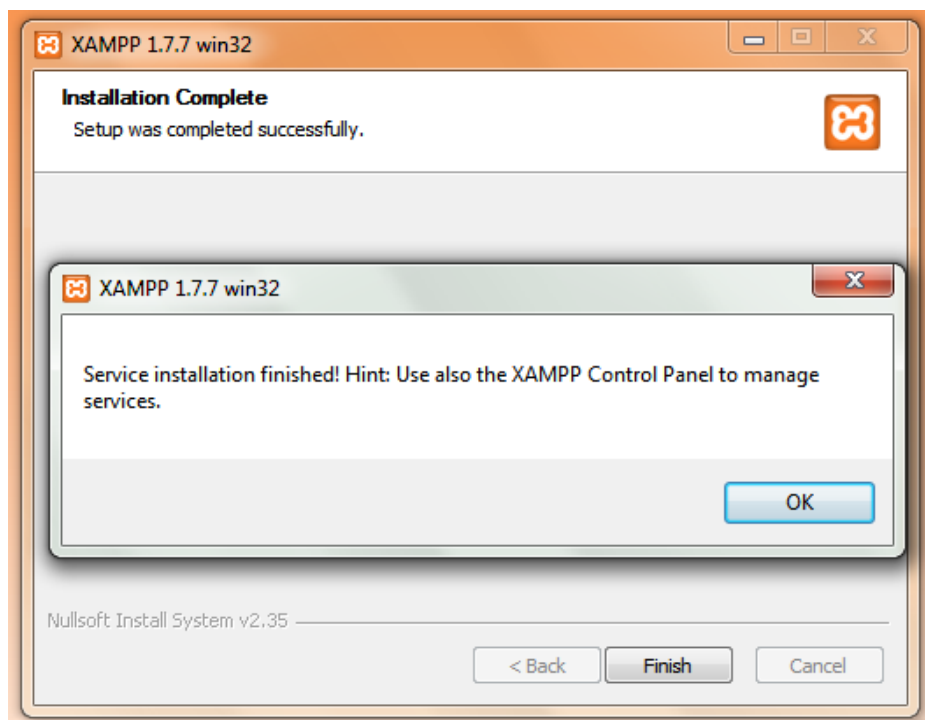 XAMPP 1.7.7 win32
Installation Complete
Setup was completed successfully.
XAMPP 1.7.7 win32
Service installation finished! Hint: Use also the XAMPP Control Panel to manage
services.
OK
Nullsoft Install System v2.35
< Back Finish Cancel